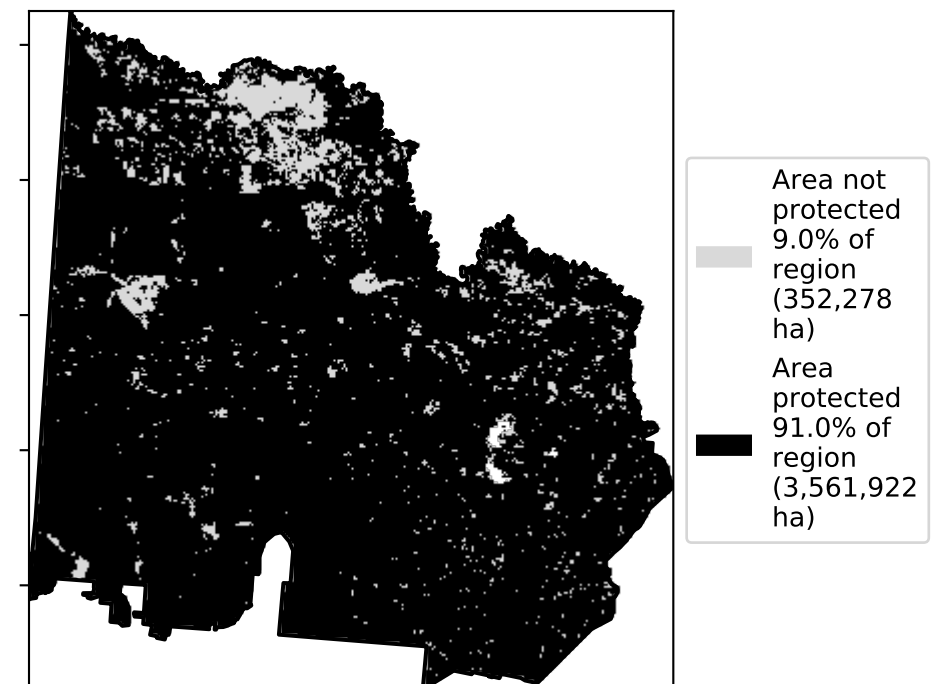 Area not
protected
9.0% of
region
(352,278
ha)
Area
protected
91.0% of
region
(3,561,922
ha)